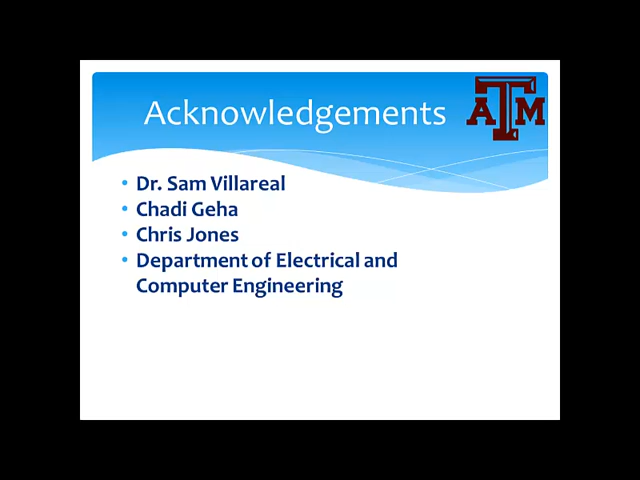 Acknowledgements
ATM
• Dr. Sam Villareal
• Chadi Geha
• Chris Jones
• Department of Electrical and
Computer Engineering